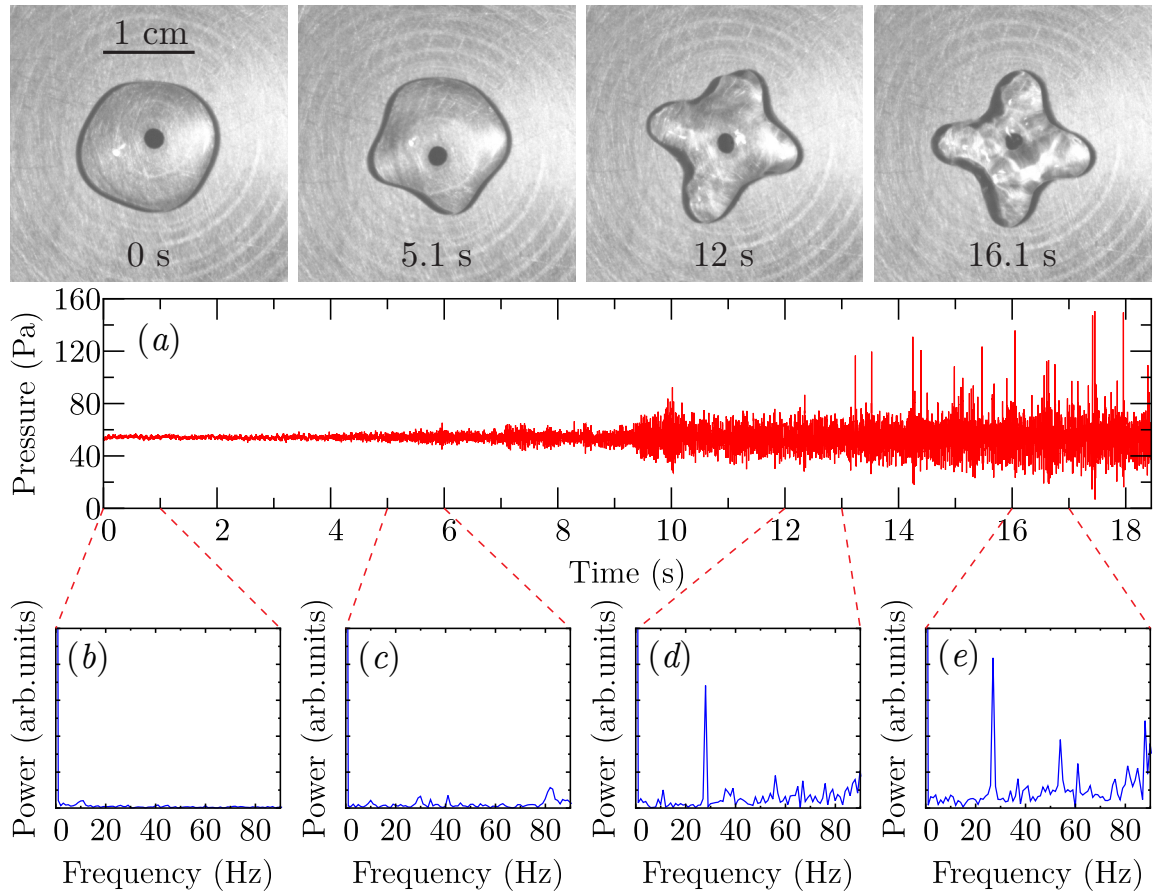 1 cm
0 s
5.1 s
12 s
16.1 s
160
120
80
40
0
Pressure (Pa)
(a)
0 2 4 6 8 10 12 14 16 18
Time (s)
Power (arb.units)
(b)
0 20 40 60 80
Frequency (Hz)
Power (arb.units)
(c)
0 20 40 60 80
Frequency (Hz)
Power (arb.units)
(d)
0 20 40 60 80
Frequency (Hz)
Power (arb.units)
(e)
0 20 40 60 80
Frequency (Hz)